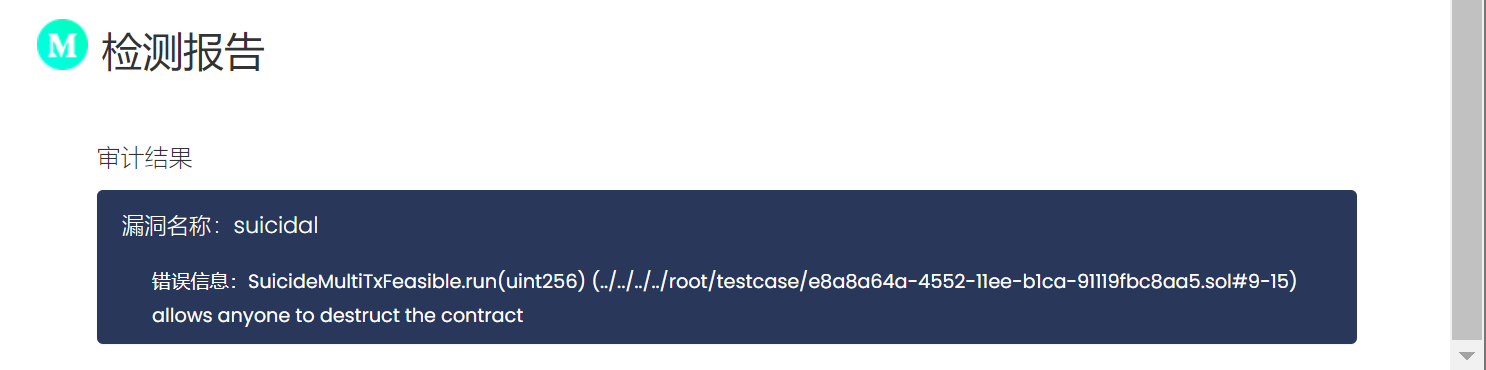 M 检测报告
审计结果
漏洞名称：suicidal
错误信息：SuicideMultiTxFeasible.run(uint256) (../../../../root/testcase/e8a8a64a-4552-11ee-b1ca-91119fbc8aa5.sol#9-15)
allows anyone to destruct the contract